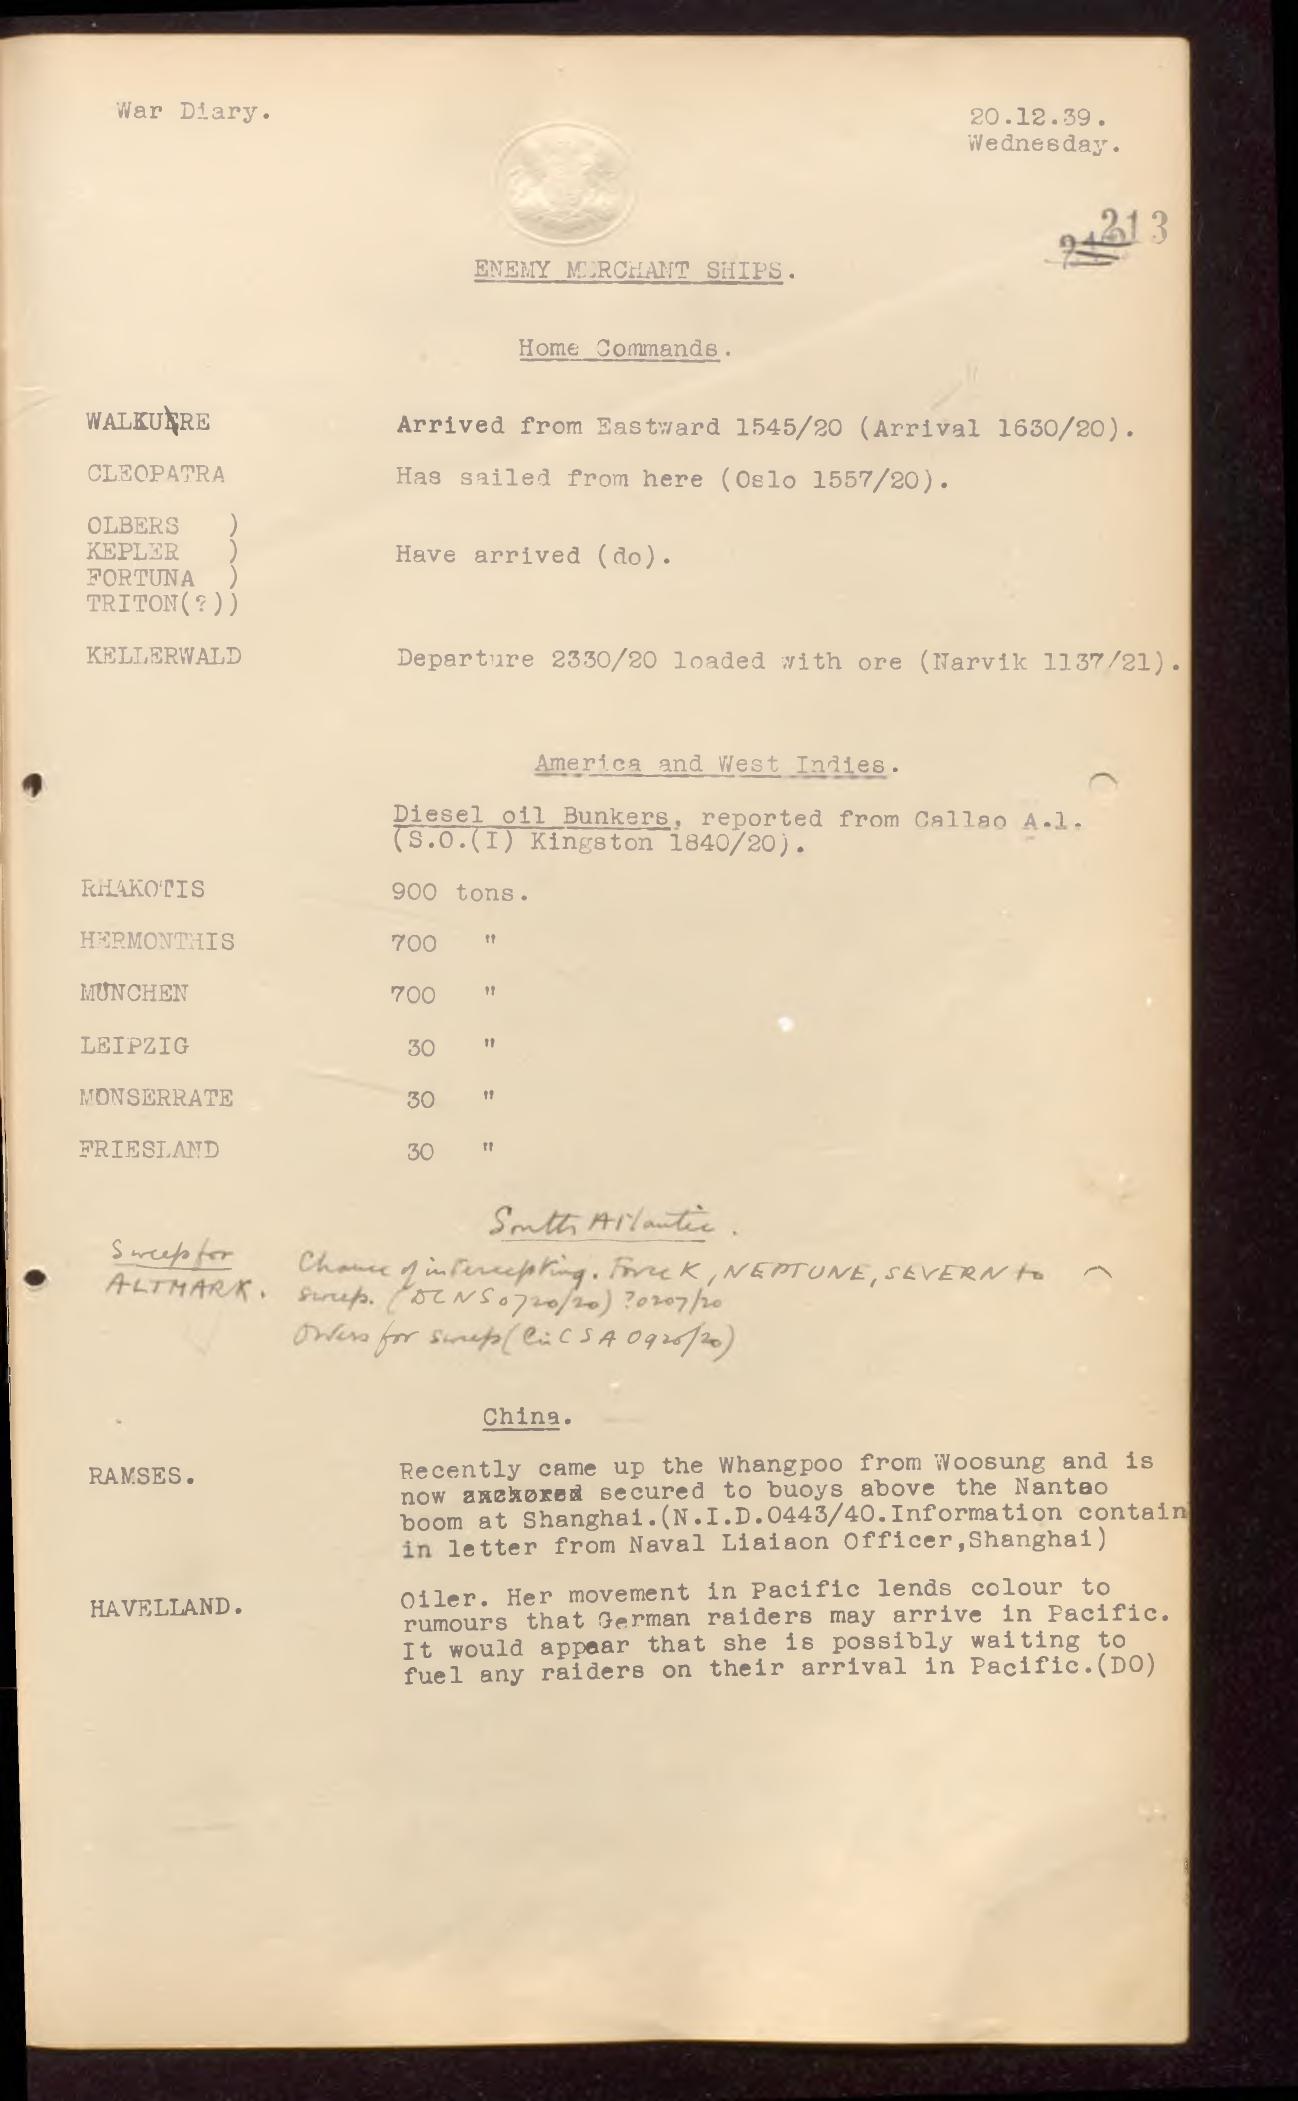 War Diary.
20.12.39.
Wednesday.
213
ENEMY MERCHANT SHIPS.
Home Commands.
WALKURE Arrived from Eastward 1545/20 (Arrival 1630/20).
CLEOPATRA Has sailed from here (Oslo 1557/20).
OLBERS )
KEPLER ) Have arrived (do).
FORTUNA )
TRITON(?))
KELLERWALD Departure 2330/20 loaded with ore (Narvik 1137/21).
America and West Indies.
Diesel oil Bunkers, reported from Callao A.1.
(S.O.(I) Kingston 1840/20).
RHAKOTIS 900 tons.
HERMONTHIS 700 "
MÜNCHEN 700 "
LEIPZIG 30 "
MONSERRATE 30 "
FRIESLAND 30 "
South Atlantic.
Sweep for Chance of intercepting. Force K, NEPTUNE, SEVERN to
ALTMARK. sweep. (DCNS 0720/20) ?0207/20
Orders for sweep (CinC SA 0920/20)
China.
RAMSES. Recently came up the Whangpoo from Woosung and is
now anchored secured to buoys above the Nantao
boom at Shanghai.(N.I.D.0443/40.Information contain
in letter from Naval Liaiaon Officer,Shanghai)
HAVELLAND. Oiler. Her movement in Pacific lends colour to
rumours that German raiders may arrive in Pacific.
It would appear that she is possibly waiting to
fuel any raiders on their arrival in Pacific.(DO)